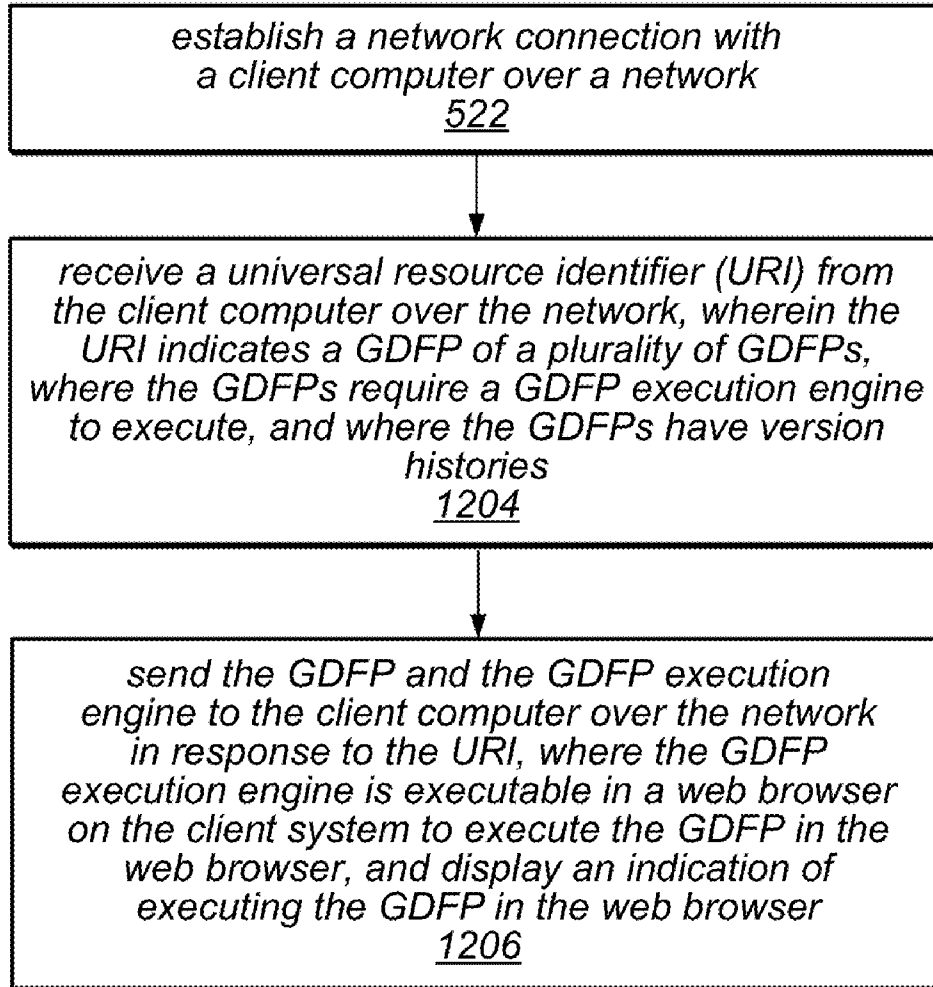 establish a network connection with
a client computer over a network
522
receive a universal resource identifier (URI) from
the client computer over the network, wherein the
URI indicates a GDFP of a plurality of GDFPs,
where the GDFPs require a GDFP execution engine
to execute, and where the GDFPs have version
histories
1204
send the GDFP and the GDFP execution
engine to the client computer over the network
in response to the URI, where the GDFP
execution engine is executable in a web browser
on the client system to execute the GDFP in the
web browser, and display an indication of
executing the GDFP in the web browser
1206